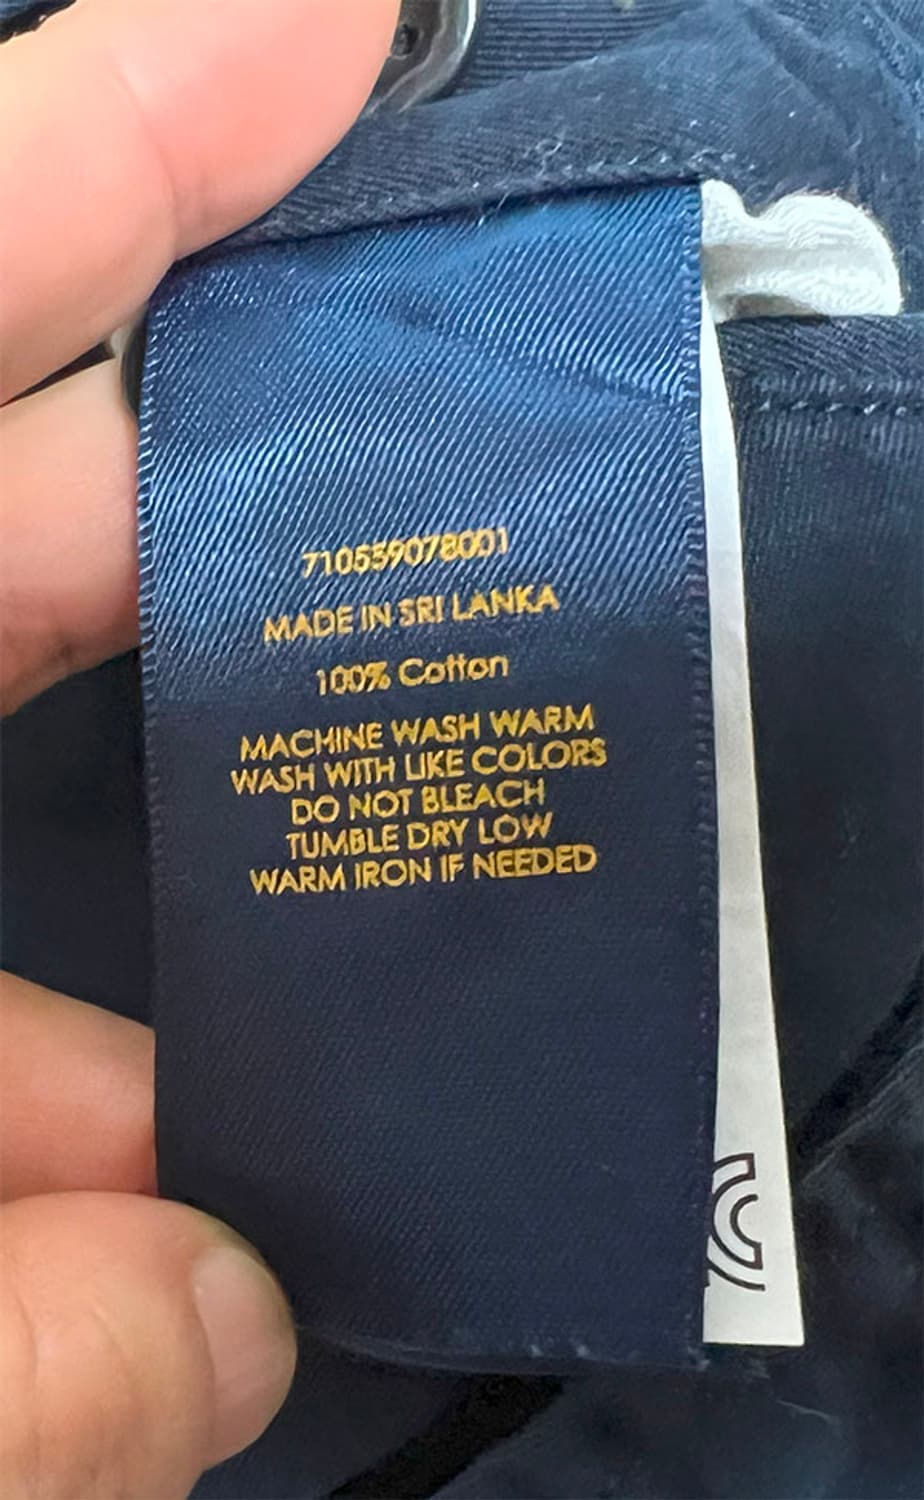 710559078001
MADE IN SRI LANKA
100% Cotton
MACHINE WASH WARM
WASH WITH LIKE COLORS
DO NOT BLEACH
TUMBLE DRY LOW
WARM IRON IF NEEDED